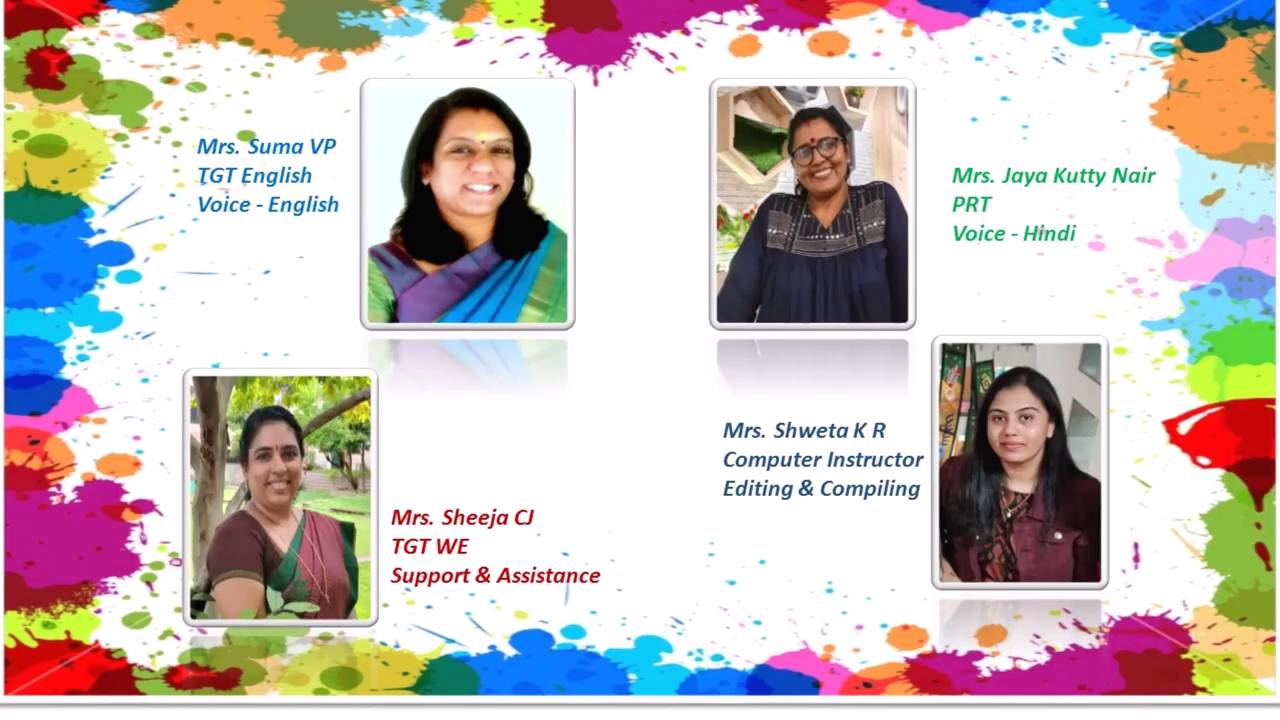 Mrs. Suma VP
TGT English
Voice - English
Mrs. Jaya Kutty Nair
PRT
Voice - Hindi
Mrs. Sheeja CJ
TGT WE
Support & Assistance
Mrs. Shweta K R
Computer Instructor
Editing & Compiling